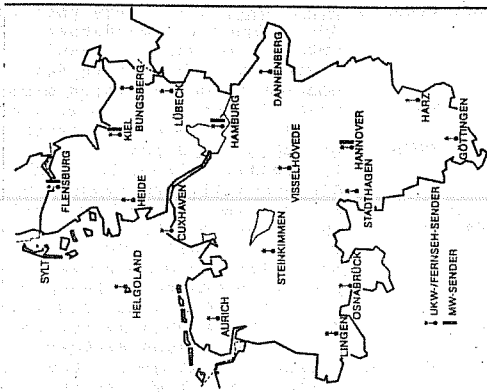 SYLT
FLENSBURG
KIEL
BUNGSBERG
HELGOLAND
HEIDE
LÜBECK
CUXHAVEN
HAMBURG
AURICH
DANNENBERG
STEINKIMMEN
VISSELHÖVEDE
LINGEN
OSNABRÜCK
STADTHAGEN
HANNOVER
HARZ
GÖTTINGEN
UKW-/FERNSEH-SENDER
MW-SENDER